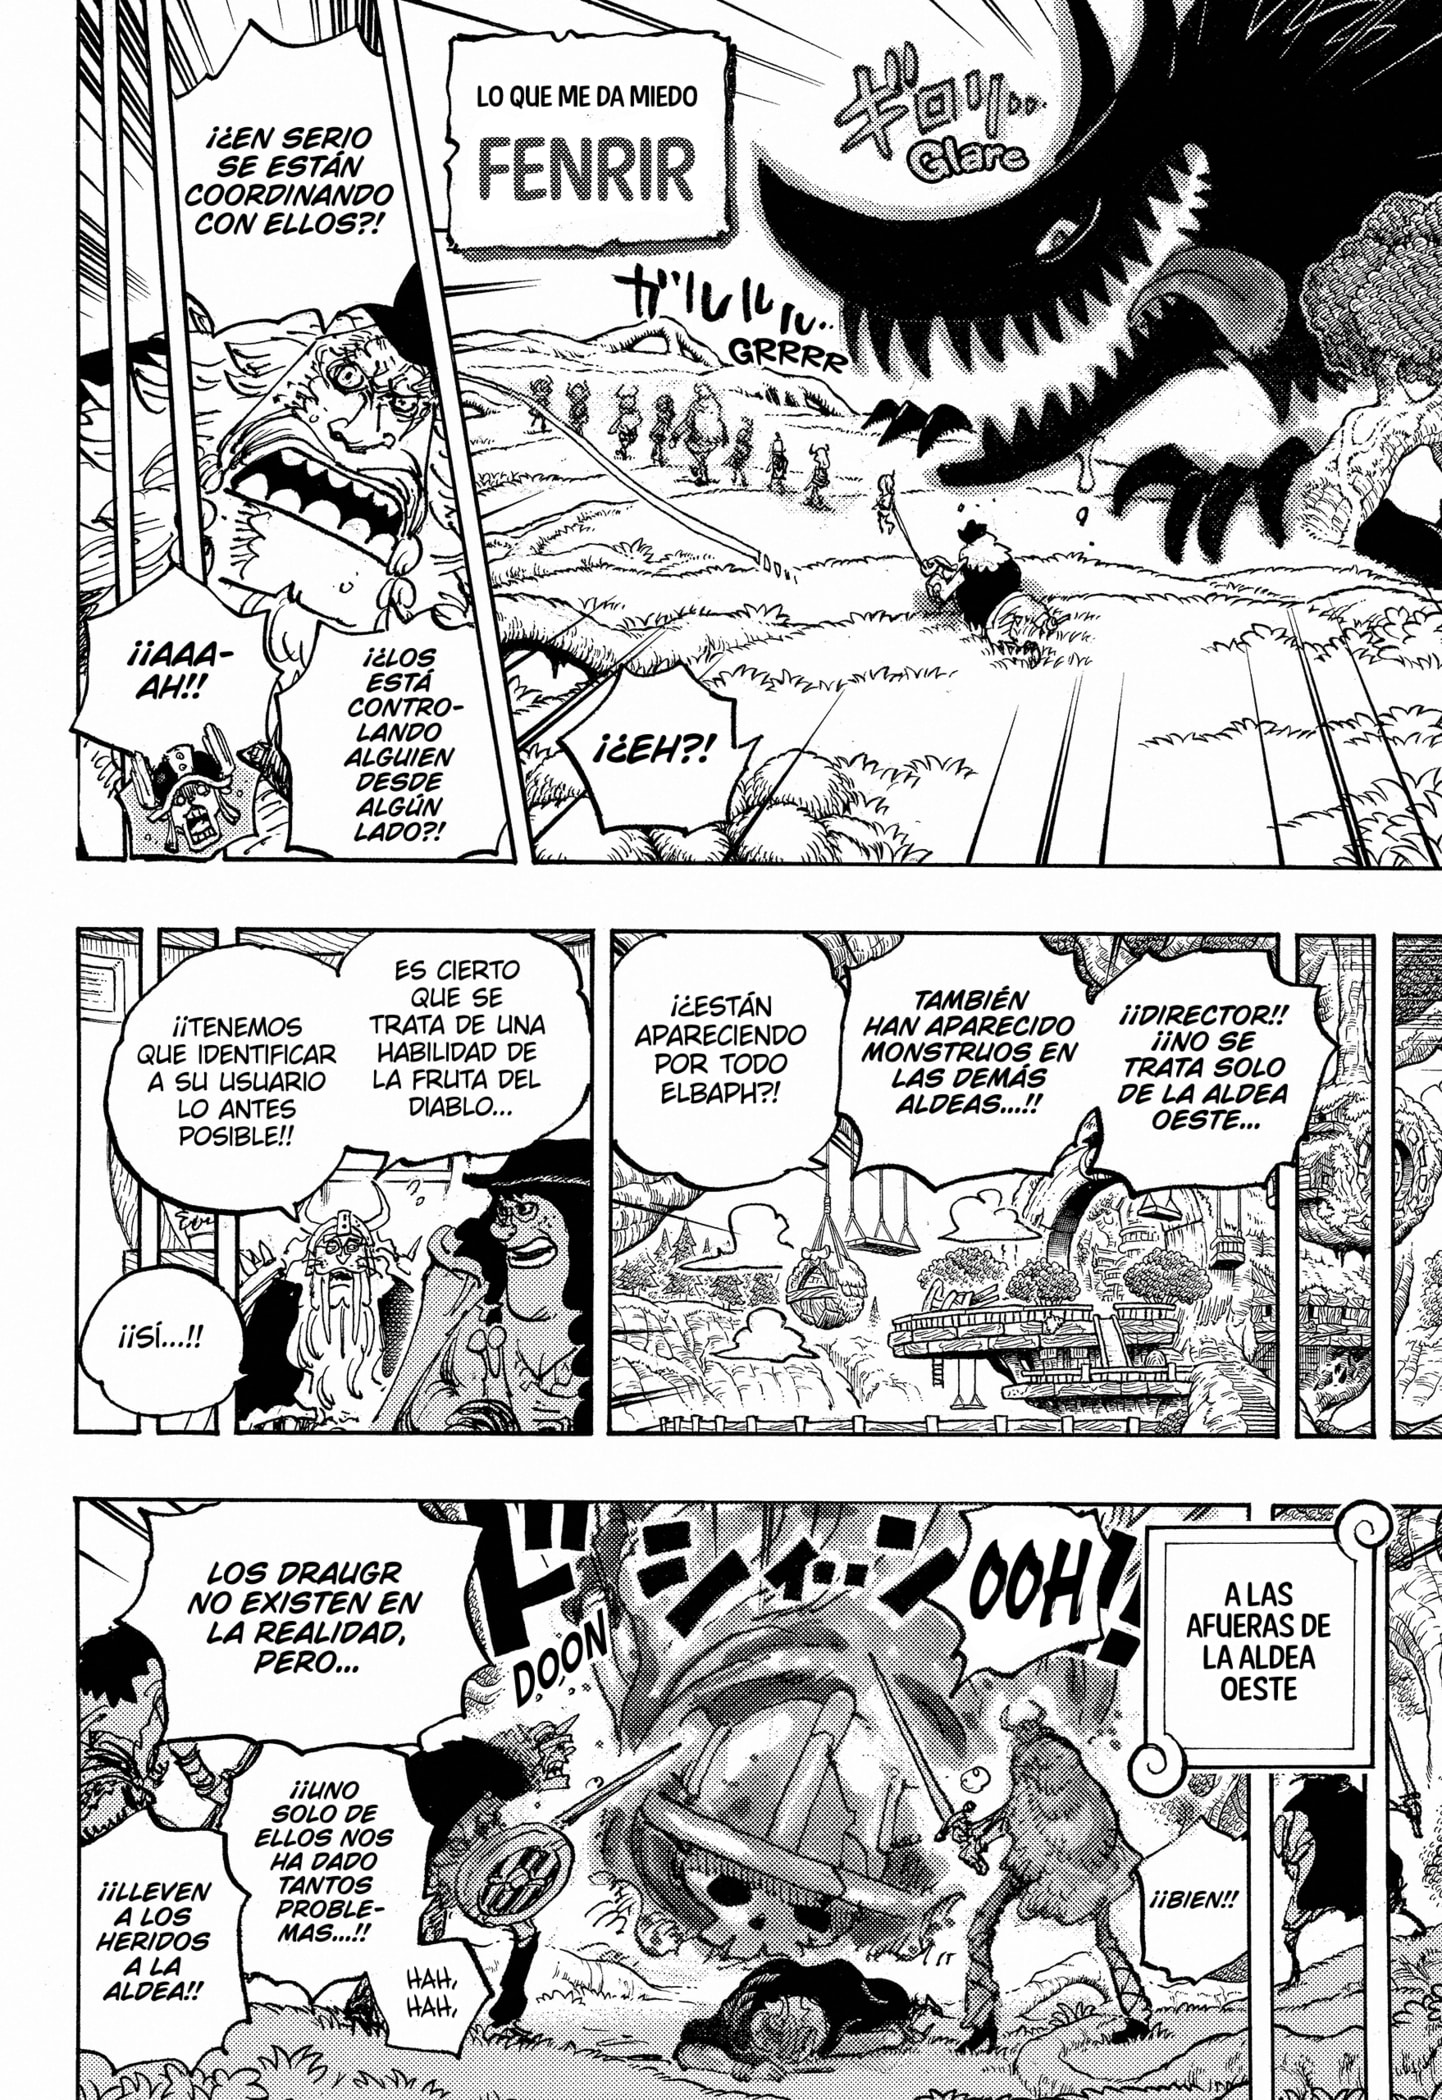 LO QUE ME DA MIEDO
FENRIR
ギロリ…
Glare
ガルルルル…
GRRRR
¡¿EH?!
¡¿EN SERIO
SE ESTÁN
COORDINANDO
CON ELLOS?!
¡¿LOS
ESTÁ
CONTRO-
LANDO
ALGUIEN
DESDE
ALGÚN
LADO?!
¡¡AAA-
AH!!
¡¡DIRECTOR!!
¡¡NO SE
TRATA SOLO
DE LA ALDEA
OESTE...
TAMBIÉN
HAN APARECIDO
MONSTRUOS EN
LAS DEMÁS
ALDEAS...!!
¡¿ESTÁN
APARECIENDO
POR TODO
ELBAPH?!
ES CIERTO
QUE SE
TRATA DE UNA
HABILIDAD DE
LA FRUTA DEL
DIABLO...
¡¡TENEMOS
QUE IDENTIFICAR
A SU USUARIO
LO ANTES
POSIBLE!!
¡¡SÍ...!!
A LAS
AFUERAS DE
LA ALDEA
OESTE
OOH!!
ドシィ…ン
DOON
¡¡BIEN!!
LOS DRAUGR
NO EXISTEN EN
LA REALIDAD,
PERO...
¡¡UNO
SOLO DE
ELLOS NOS
HA DADO
TANTOS
PROBLE-
MAS...!!
HAH,
HAH,
¡¡LLEVEN
A LOS
HERIDOS
A LA
ALDEA!!